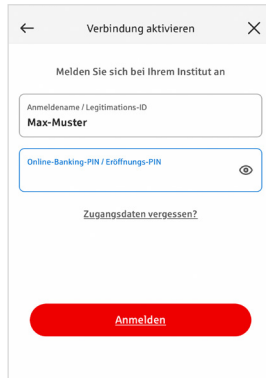 Verbindung aktivieren
Melden Sie sich bei Ihrem Institut an
Anmeldename / Legitimations-ID
Max-Muster
Online-Banking-PIN / Eröffnungs-PIN
Zugangsdaten vergessen?
Anmelden